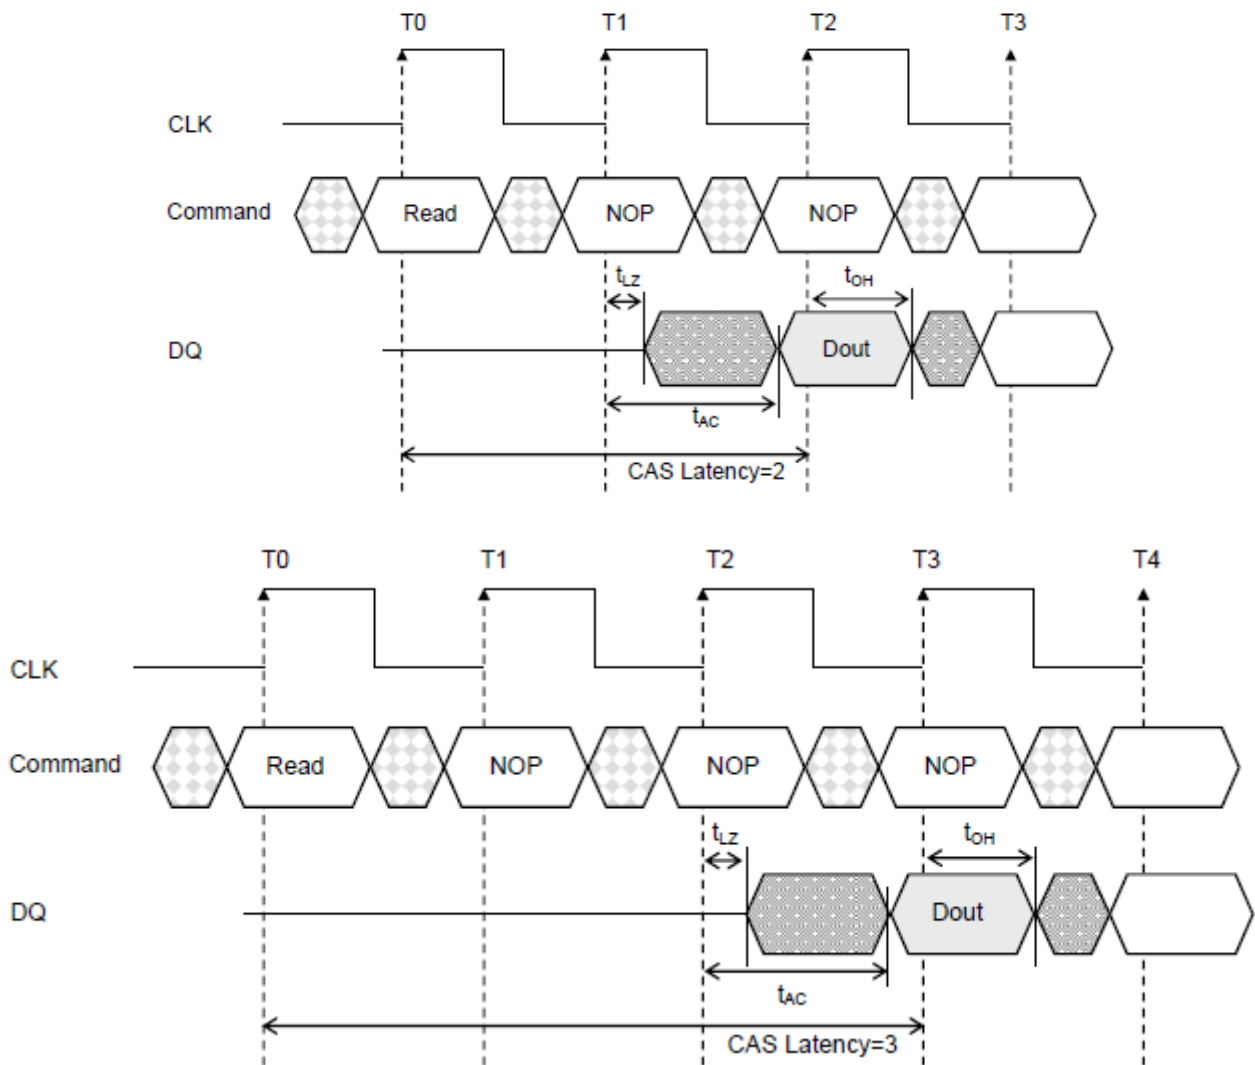 T0 T1 T2 T3
CLK
Command Read NOP NOP
tLZ tOH
DQ Dout
tAC
CAS Latency=2
T0 T1 T2 T3 T4
CLK
Command Read NOP NOP NOP
tLZ tOH
DQ Dout
tAC
CAS Latency=3